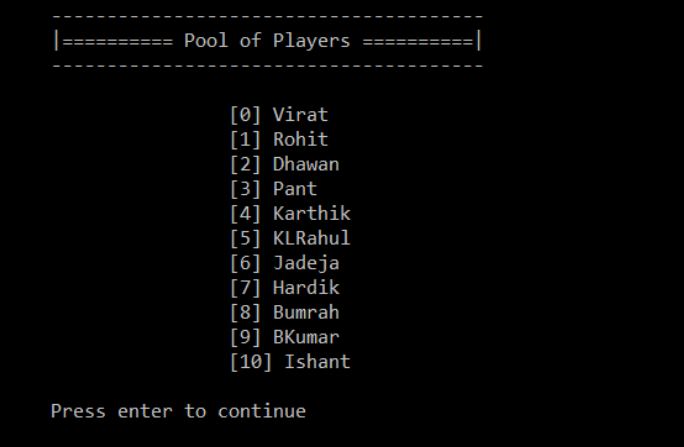 ---------------------------------------
|========== Pool of Players ==========|
---------------------------------------
[0] Virat
[1] Rohit
[2] Dhawan
[3] Pant
[4] Karthik
[5] KLRahul
[6] Jadeja
[7] Hardik
[8] Bumrah
[9] BKumar
[10] Ishant
Press enter to continue